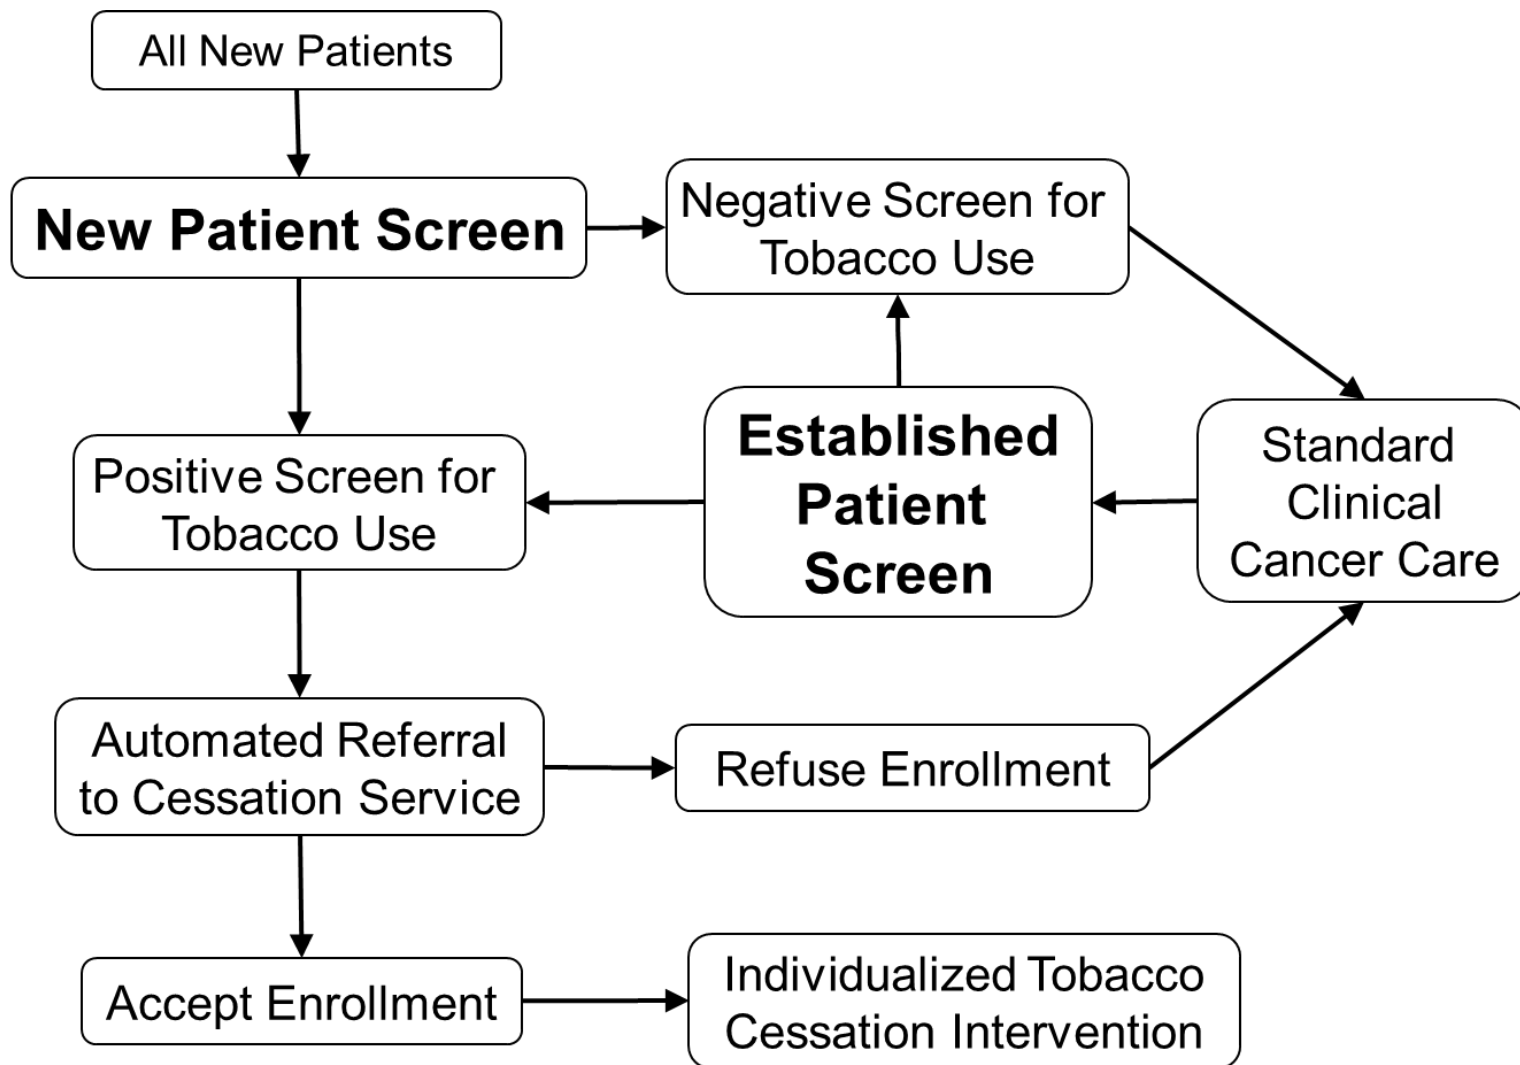 All New Patients
New Patient Screen
Negative Screen for
Tobacco Use
Established
Patient
Screen
Standard
Clinical
Cancer Care
Positive Screen for
Tobacco Use
Automated Referral
to Cessation Service
Refuse Enrollment
Accept Enrollment
Individualized Tobacco
Cessation Intervention